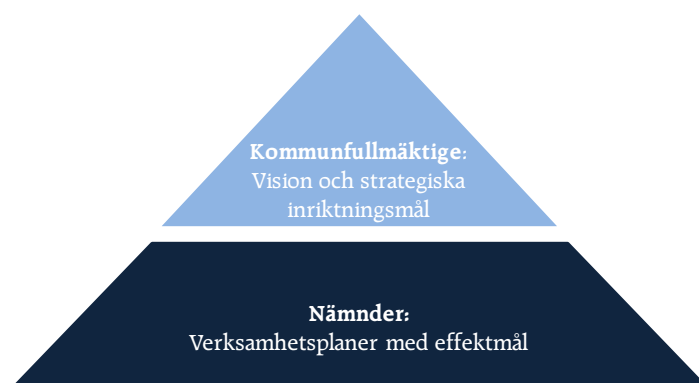 Kommunfullmäktige:
Vision och strategiska
inriktningsmål
Nämnder:
Verksamhetsplaner med effektmål